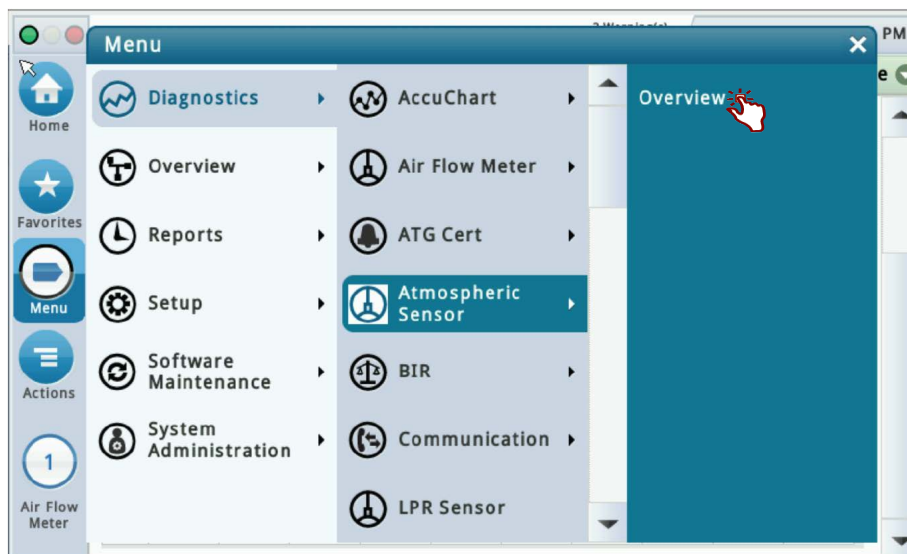 Menu
PM
e
Home
Favorites
Menu
Actions
1
Air Flow
Meter
Diagnostics
Overview
Reports
Setup
Software
Maintenance
System
Administration
AccuChart
Air Flow Meter
ATG Cert
Atmospheric
Sensor
BIR
Communication
LPR Sensor
Overview